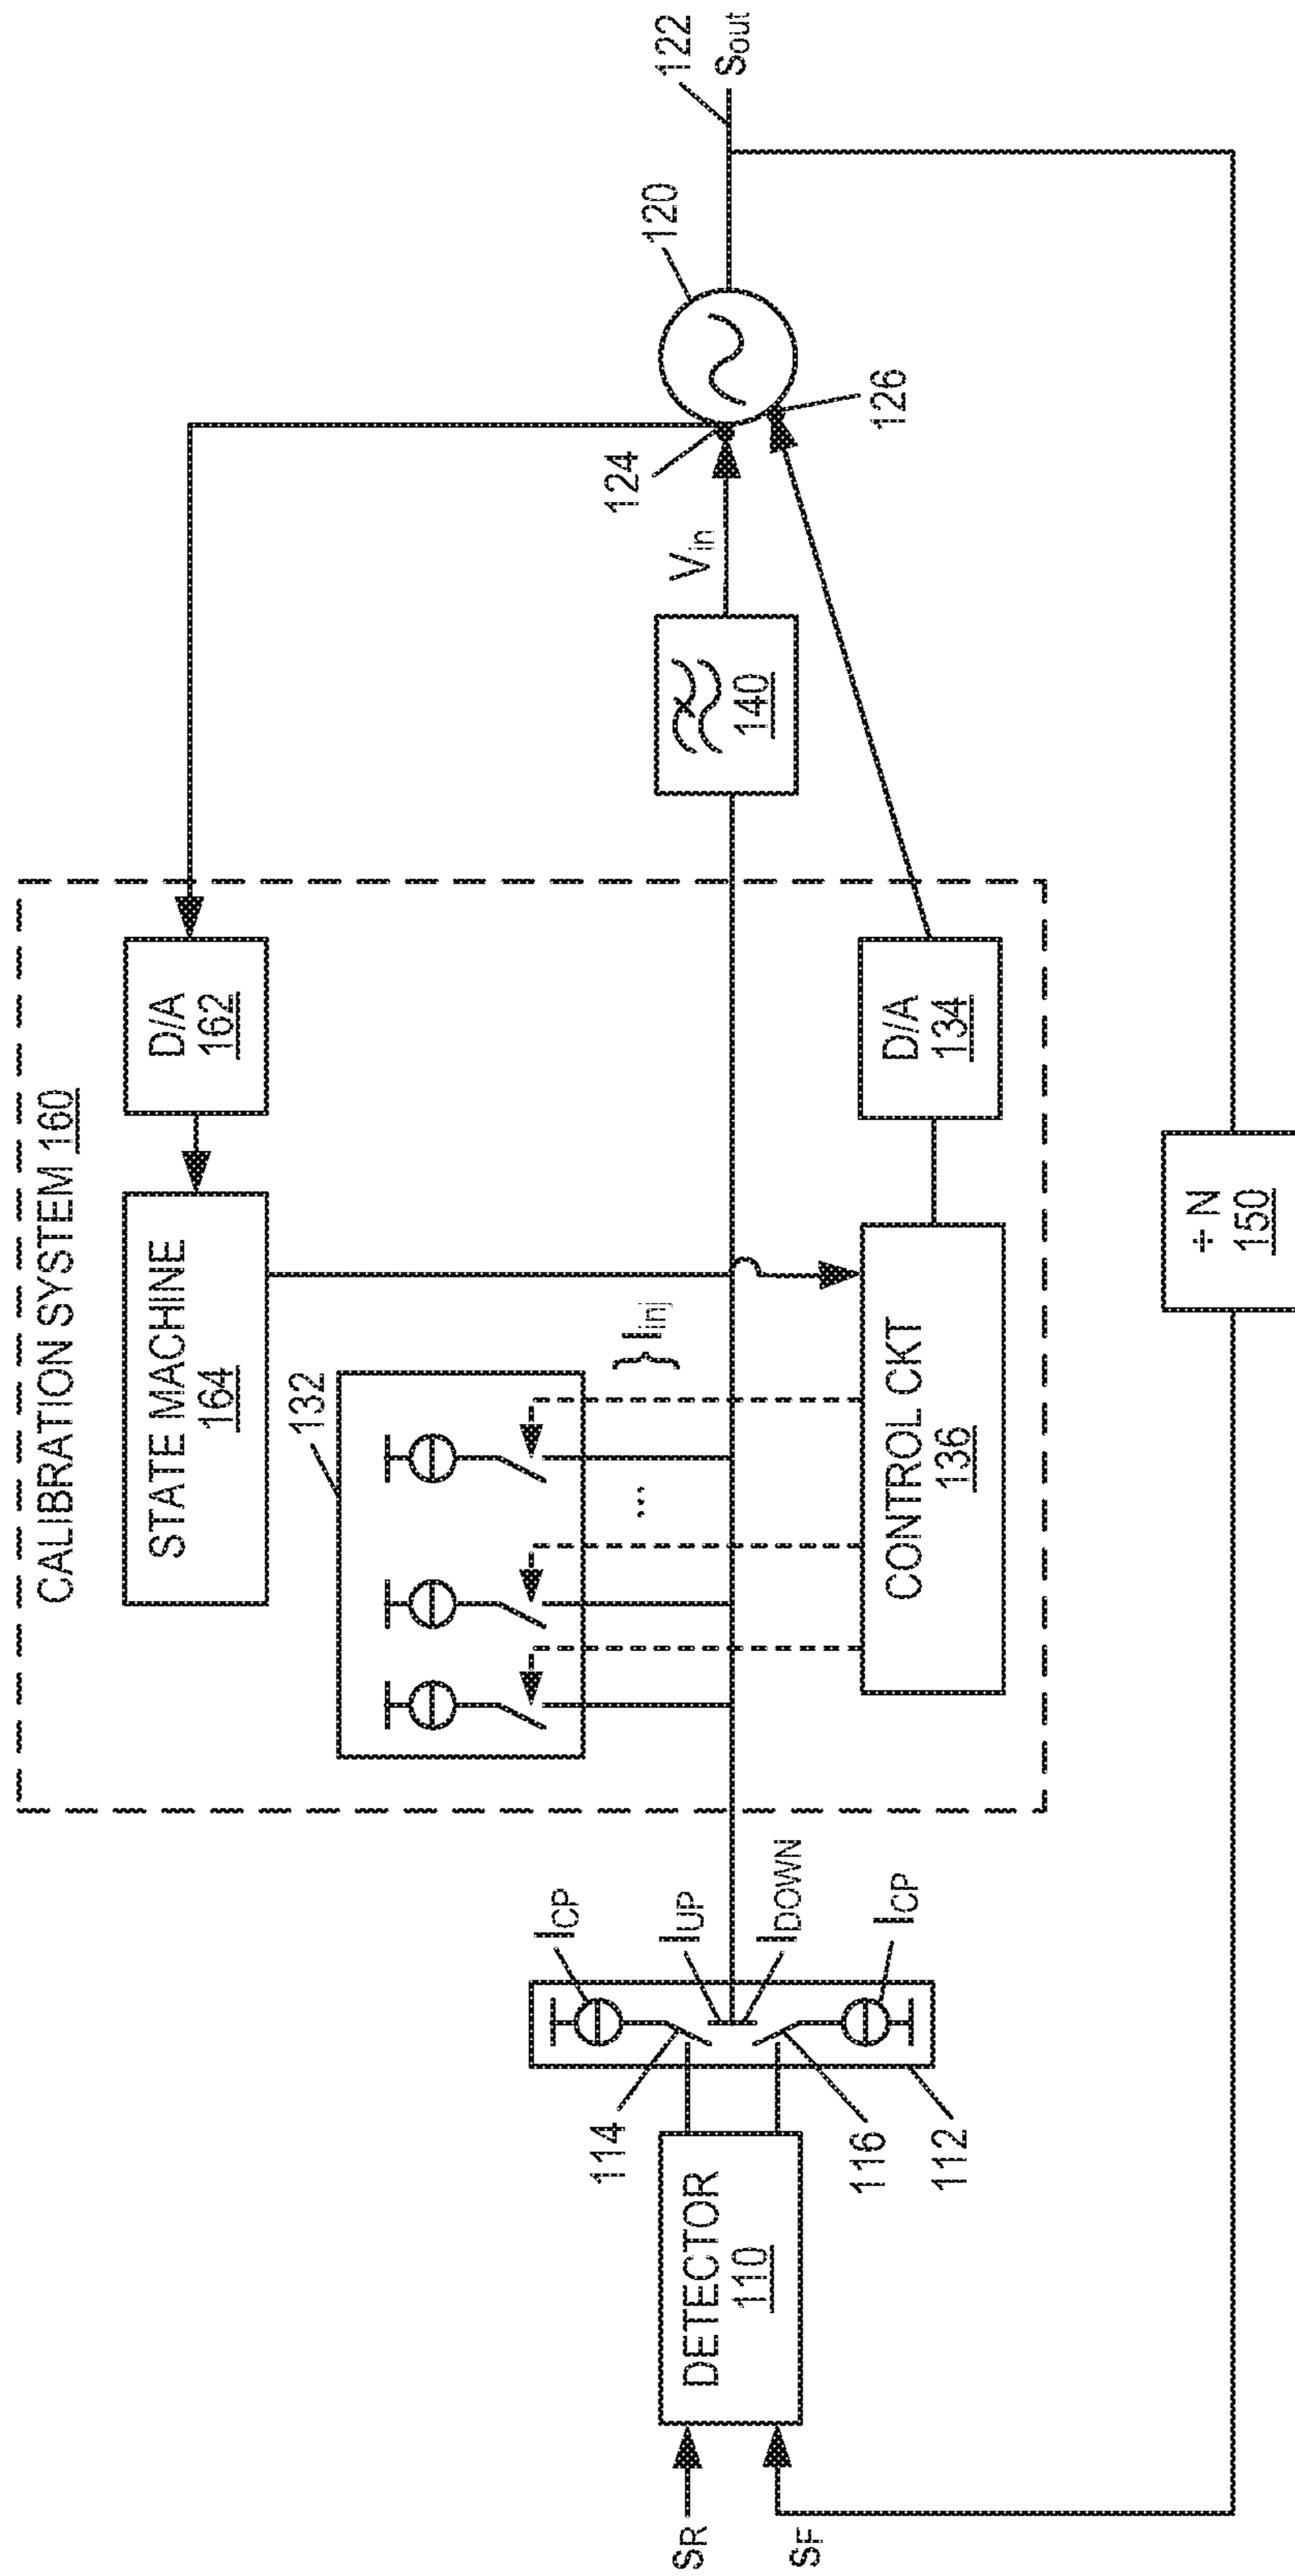 CALIBRATION SYSTEM 160
STATE MACHINE
164
D/A
162
132
...
Iinj
CONTROL CKT
136
D/A
134
SR
SF
DETECTOR
110
114
116
112
ICP
IUP
IDOWN
ICP
140
Vin
124
126
120
122
Sout
÷ N
150